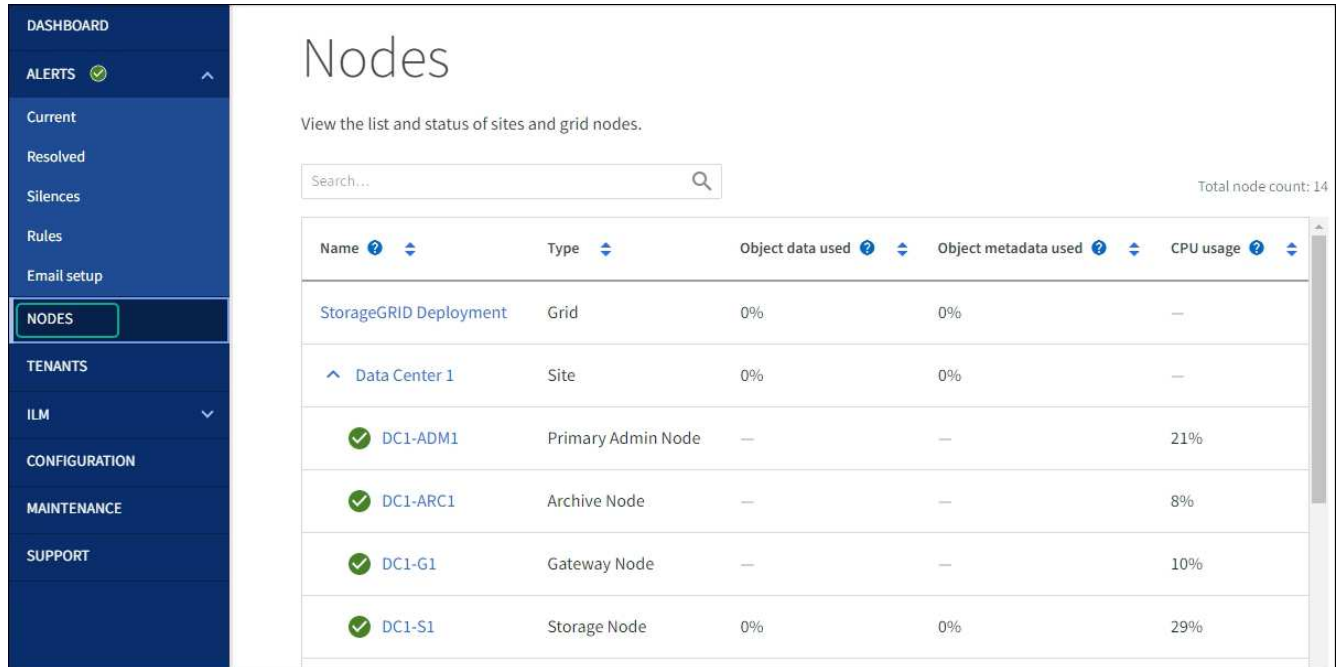 DASHBOARD
ALERTS
Current
Resolved
Silences
Rules
Email setup
NODES
TENANTS
ILM
CONFIGURATION
MAINTENANCE
SUPPORT
Nodes
View the list and status of sites and grid nodes.
Search...
Total node count: 14
Name ? Type Object data used ? Object metadata used ? CPU usage ?
StorageGRID Deployment Grid 0% 0% —
Data Center 1 Site 0% 0% —
DC1-ADM1 Primary Admin Node — — 21%
DC1-ARC1 Archive Node — — 8%
DC1-G1 Gateway Node — — 10%
DC1-S1 Storage Node 0% 0% 29%